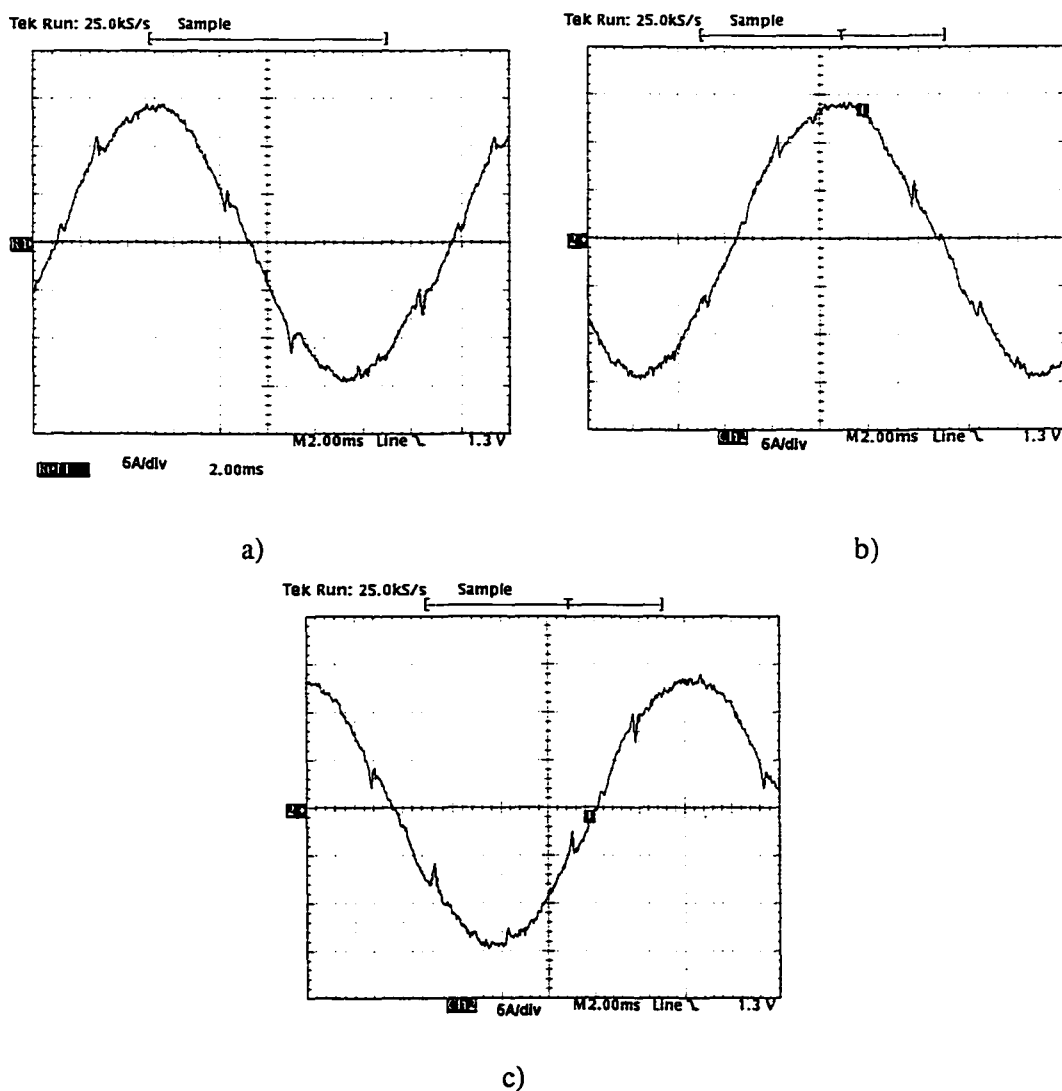 Tek Run: 25.0kS/s Sample
M2.00ms Line 1.3 V
6A/div 2.00ms
a)
Tek Run: 25.0kS/s Sample
T
Ch2 6A/div M2.00ms Line 1.3 V
b)
Tek Run: 25.0kS/s Sample
T
Ch2 6A/div M2.00ms Line 1.3 V
c)